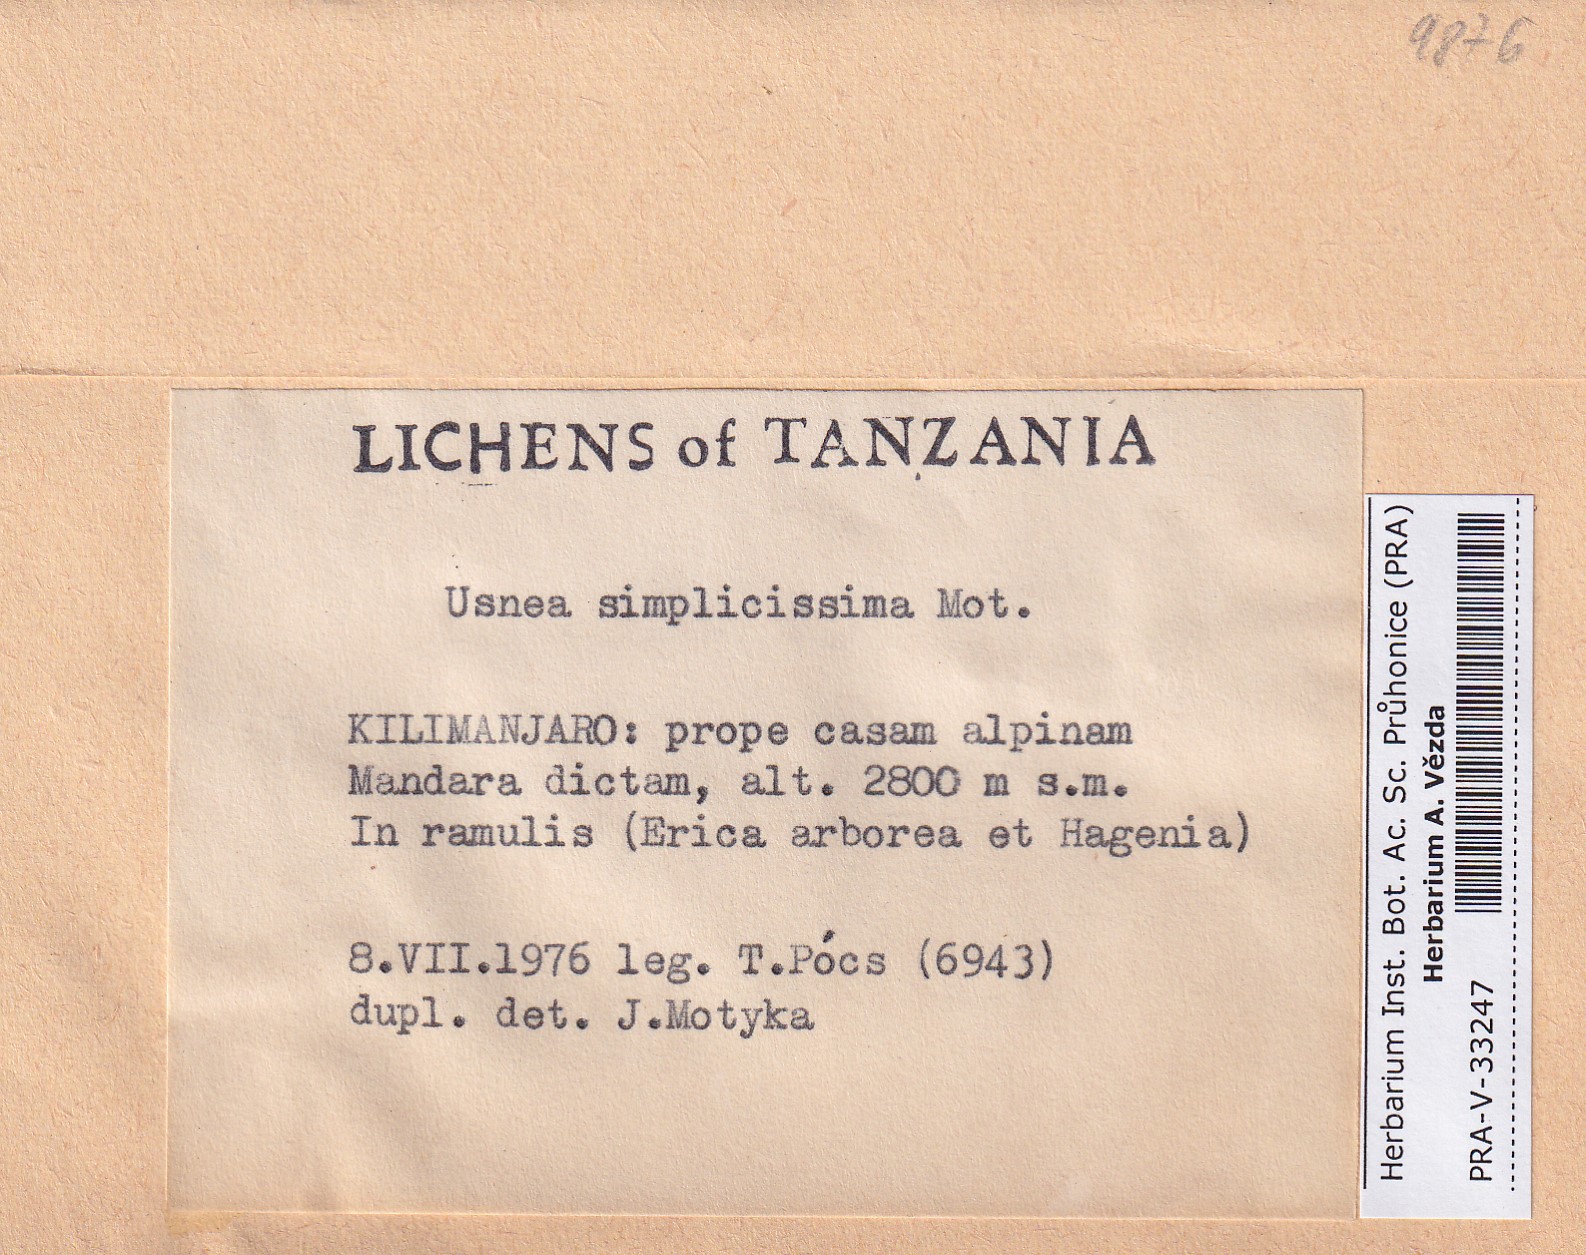 9876
LICHENS of TANZANIA
Usnea simplicissima Mot.
KILIMANJARO: prope casam alpinam
Mandara dictam, alt. 2800 m s.m.
In ramulis (Erica arborea et Hagenia)
8.VII.1976 leg. T.Pócs (6943)
dupl. det. J.Motyka
Herbarium Inst. Bot. Ac. Sc. Průhonice (PRA)
Herbarium A. Vězda
PRA-V-33247